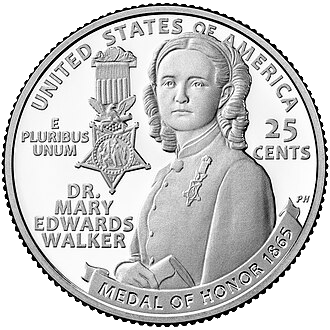 UNITED STATES OF AMERICA
E
PLURIBUS
UNUM
25
CENTS
DR.
MARY
EDWARDS
WALKER
PH
MEDAL OF HONOR 1865